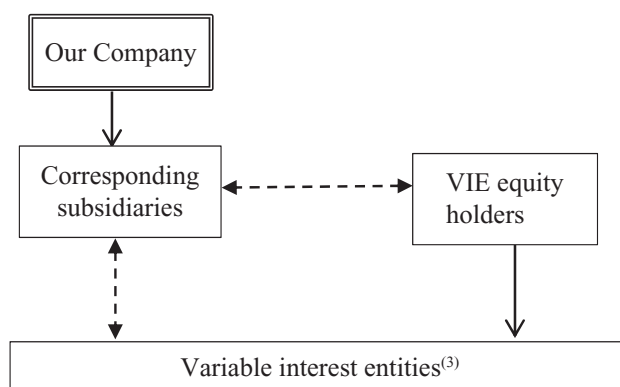 Our Company
Corresponding
subsidiaries
VIE equity
holders
Variable interest entities(3)